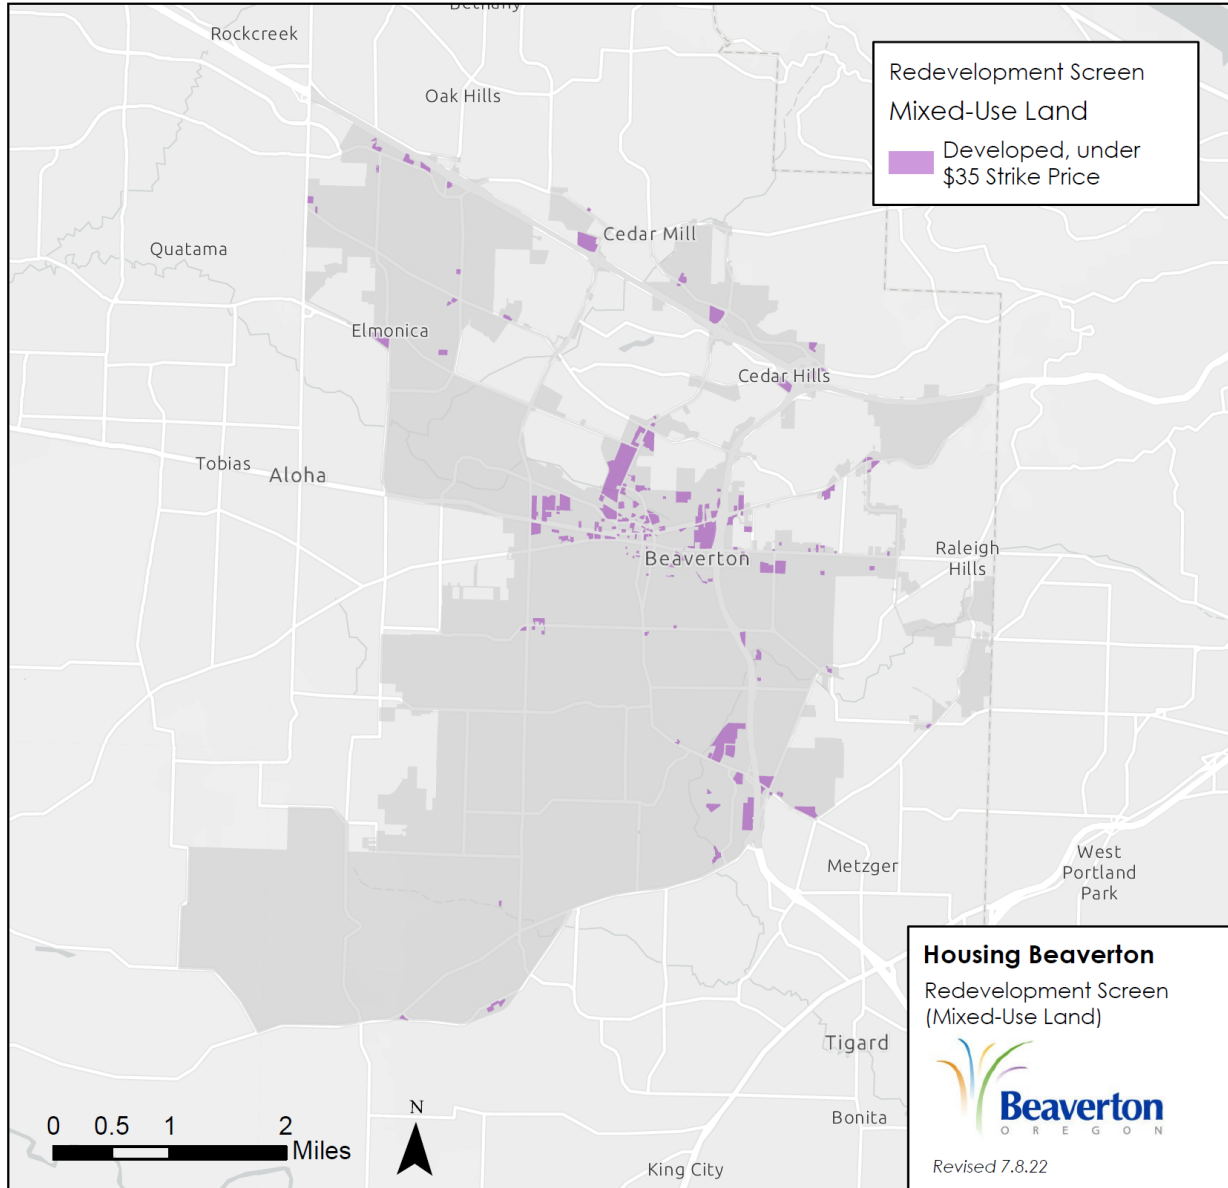 Bethany
Rockcreek
Oak Hills
Redevelopment Screen
Mixed-Use Land
Developed, under
$35 Strike Price
Cedar Mill
Quatama
Elmonica
Cedar Hills
Tobias
Aloha
Beaverton
Raleigh
Hills
West
Portland
Park
Metzger
Housing Beaverton
Redevelopment Screen
(Mixed-Use Land)
Tigard
Beaverton
OREGON
Bonita
N
0 0.5 1 2
Miles
King City
Revised 7.8.22